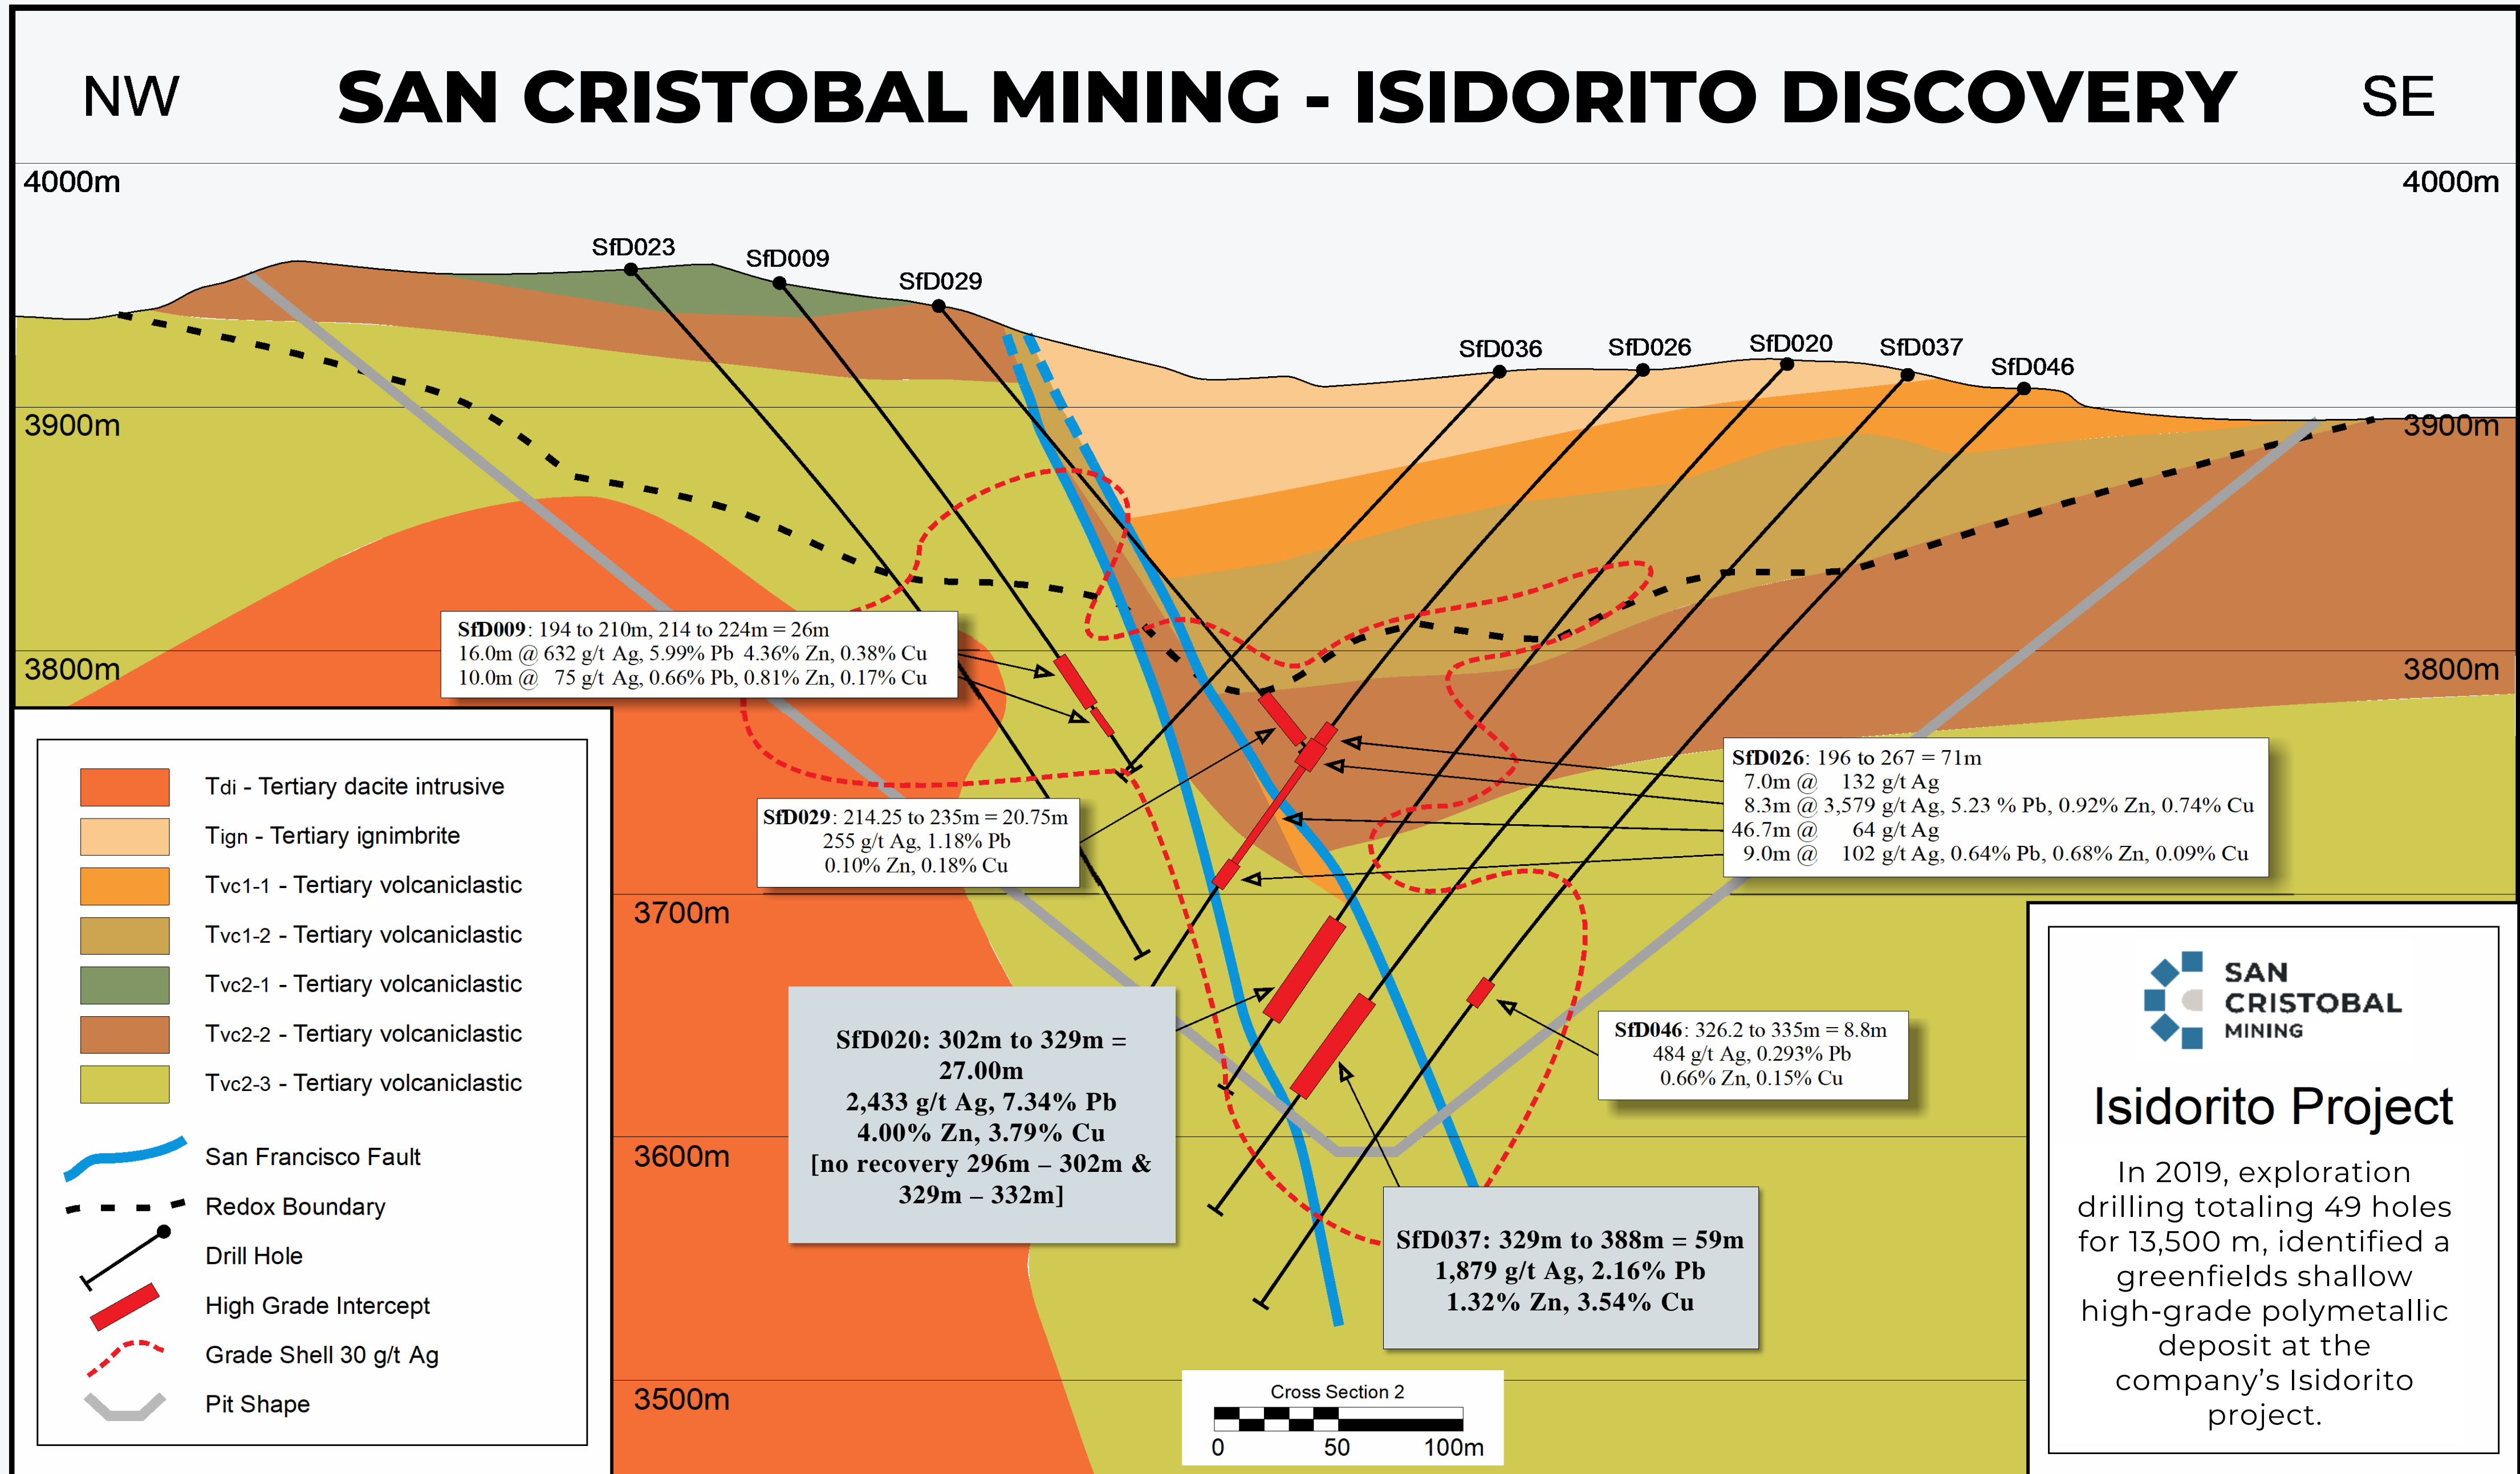 NW
SAN CRISTOBAL MINING - ISIDORITO DISCOVERY
SE
4000m
4000m
SfD023
SfD009
SfD029
SfD036
SfD026
SfD020
SfD037
SfD046
3900m
3900m
SfD009: 194 to 210m, 214 to 224m = 26m
16.0m @ 632 g/t Ag, 5.99% Pb 4.36% Zn, 0.38% Cu
10.0m @ 75 g/t Ag, 0.66% Pb, 0.81% Zn, 0.17% Cu
3800m
3800m
SfD026: 196 to 267 = 71m
7.0m @ 132 g/t Ag
8.3m @ 3,579 g/t Ag, 5.23 % Pb, 0.92% Zn, 0.74% Cu
46.7m @ 64 g/t Ag
9.0m @ 102 g/t Ag, 0.64% Pb, 0.68% Zn, 0.09% Cu
SfD029: 214.25 to 235m = 20.75m
255 g/t Ag, 1.18% Pb
0.10% Zn, 0.18% Cu
3700m
SfD020: 302m to 329m =
27.00m
2,433 g/t Ag, 7.34% Pb
4.00% Zn, 3.79% Cu
[no recovery 296m – 302m &
329m – 332m]
SfD046: 326.2 to 335m = 8.8m
484 g/t Ag, 0.293% Pb
0.66% Zn, 0.15% Cu
3600m
SfD037: 329m to 388m = 59m
1,879 g/t Ag, 2.16% Pb
1.32% Zn, 3.54% Cu
3500m
Cross Section 2
0 50 100m
Tdi - Tertiary dacite intrusive
Tign - Tertiary ignimbrite
Tvc1-1 - Tertiary volcaniclastic
Tvc1-2 - Tertiary volcaniclastic
Tvc2-1 - Tertiary volcaniclastic
Tvc2-2 - Tertiary volcaniclastic
Tvc2-3 - Tertiary volcaniclastic
San Francisco Fault
Redox Boundary
Drill Hole
High Grade Intercept
Grade Shell 30 g/t Ag
Pit Shape
SAN
CRISTOBAL
MINING
Isidorito Project
In 2019, exploration
drilling totaling 49 holes
for 13,500 m, identified a
greenfields shallow
high-grade polymetallic
deposit at the
company’s Isidorito
project.